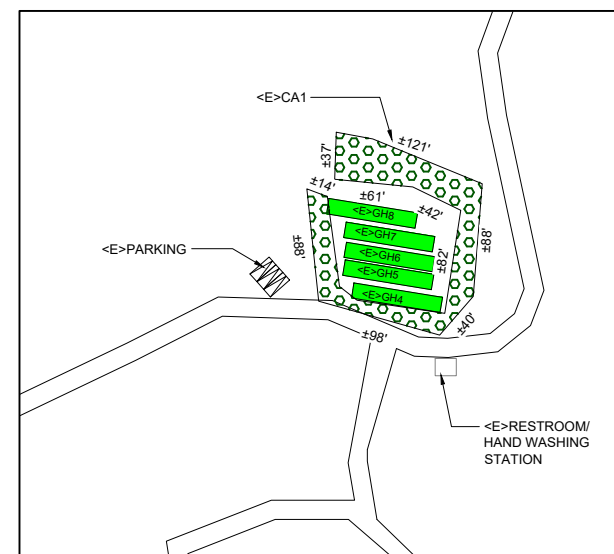 <E>CA1
±121'
±37'
±14'
±61'
<E>GH8
±42'
<E>GH7
±88'
±88'
<E>GH6
±82'
<E>PARKING
<E>GH5
<E>GH4
±40'
±98'
<E>RESTROOM/
HAND WASHING
STATION